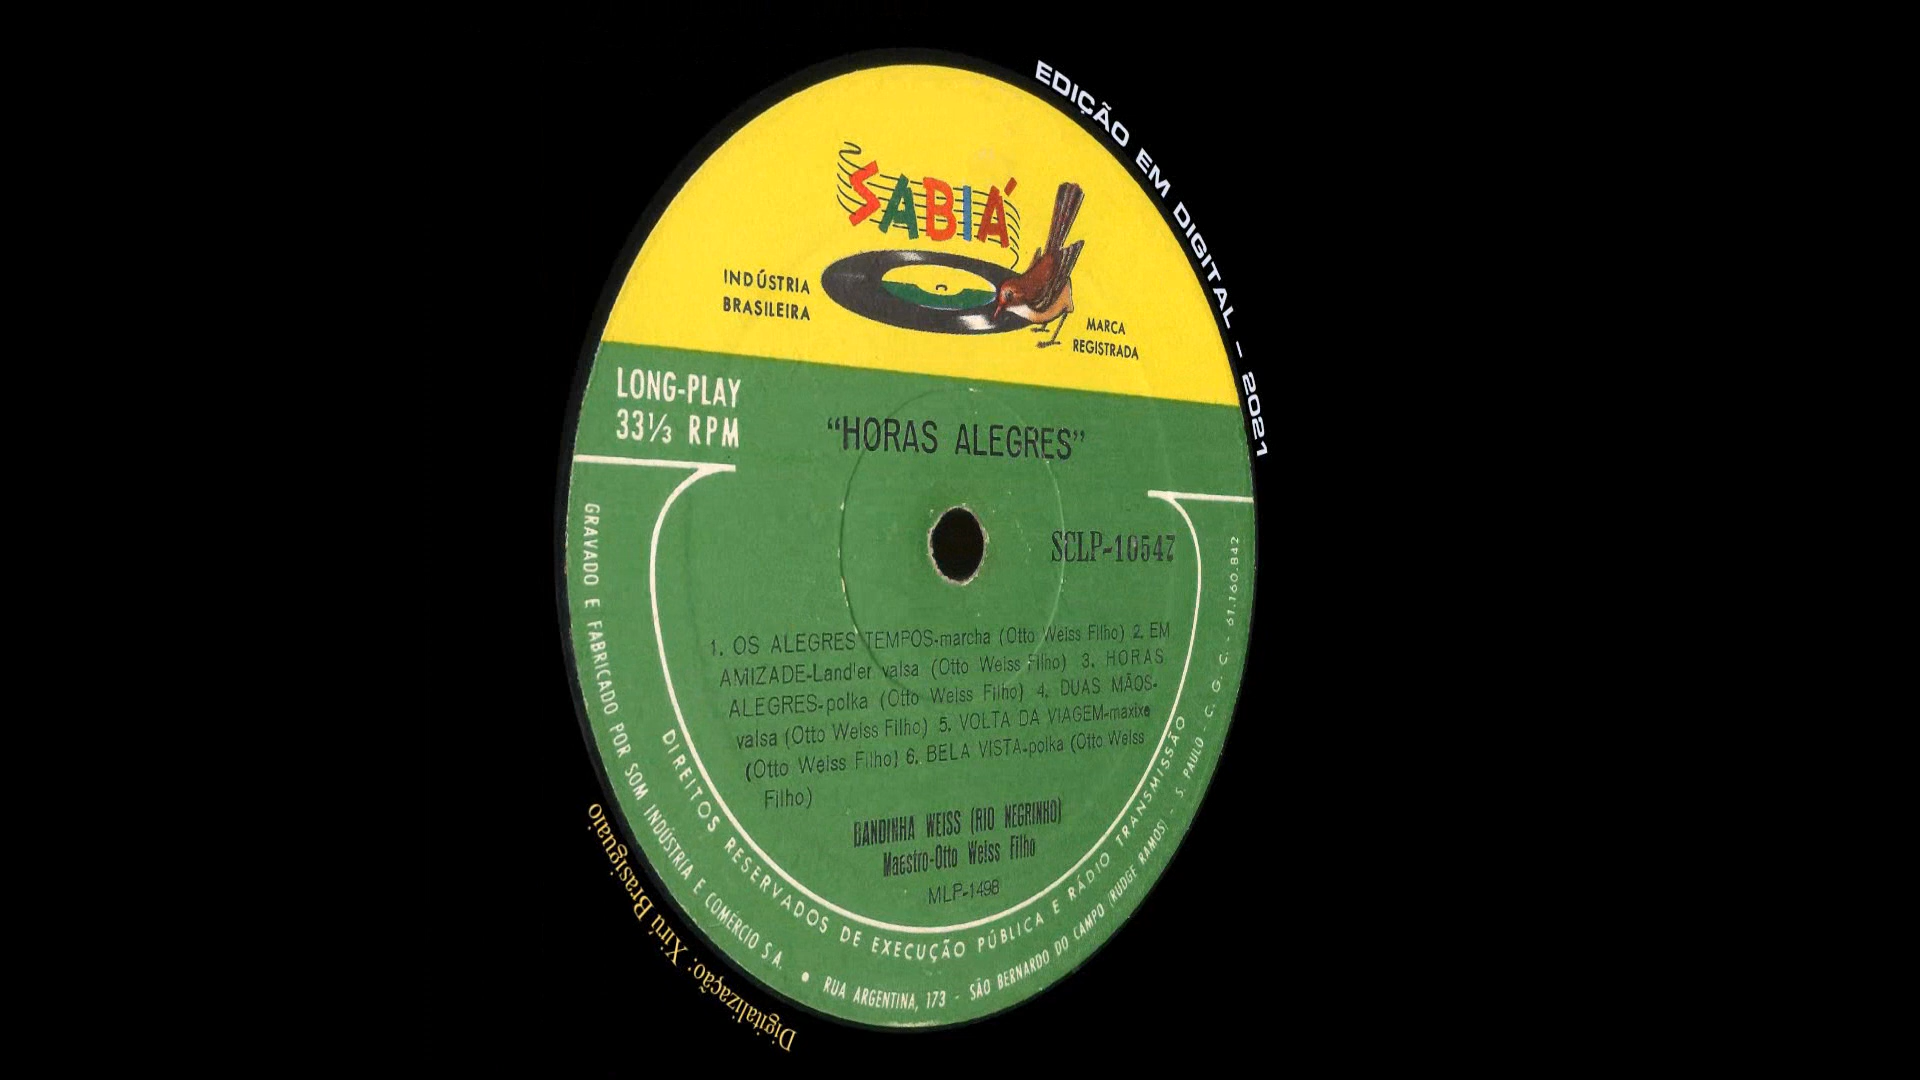 EDIÇÃO EM DIGITAL - 2021
SABIÁ
INDÚSTRIA
BRASILEIRA
MARCA
REGISTRADA
LONG-PLAY
33⅓ RPM
“HORAS ALEGRES”
SCLP-10547
1. OS ALEGRES TEMPOS-marcha (Otto Weiss Filho) 2. EM
AMIZADE-Land'er valsa (Otto Weiss Filho) 3. HORAS
ALEGRES-polka (Otto Weiss Filho) 4. DUAS MÃOS-
valsa (Otto Weiss Filho) 5. VOLTA DA VIAGEM-maxixe
(Otto Weiss Filho) 6. BELA VISTA-polka (Otto Weiss
Filho)
BANDINHA WEISS (RIO NEGRINHO)
Maestro-Otto Weiss Filho
MLP-1498
DIREITOS RESERVADOS DE EXECUÇÃO PÚBLICA E RÁDIO TRANSMISSÃO
GRAVADO E FABRICADO POR SOM INDÚSTRIA E COMÉRCIO S.A. • RUA ARGENTINA, 173 - SÃO BERNARDO DO CAMPO (RUDGE RAMOS) - S. PAULO - C. G. C. - 61.160.842
Digitalização: Xirú Brasiguaio